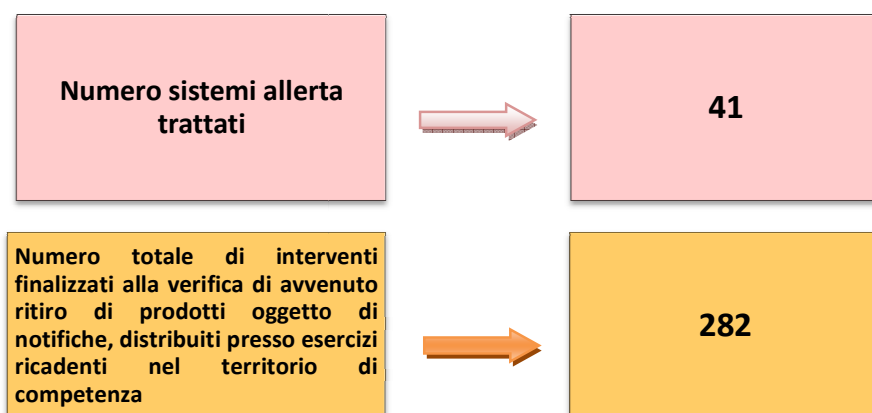 Numero sistemi allerta
trattati
41
Numero totale di interventi
finalizzati alla verifica di avvenuto
ritiro di prodotti oggetto di
notifiche, distribuiti presso esercizi
ricadenti nel territorio di
competenza
282